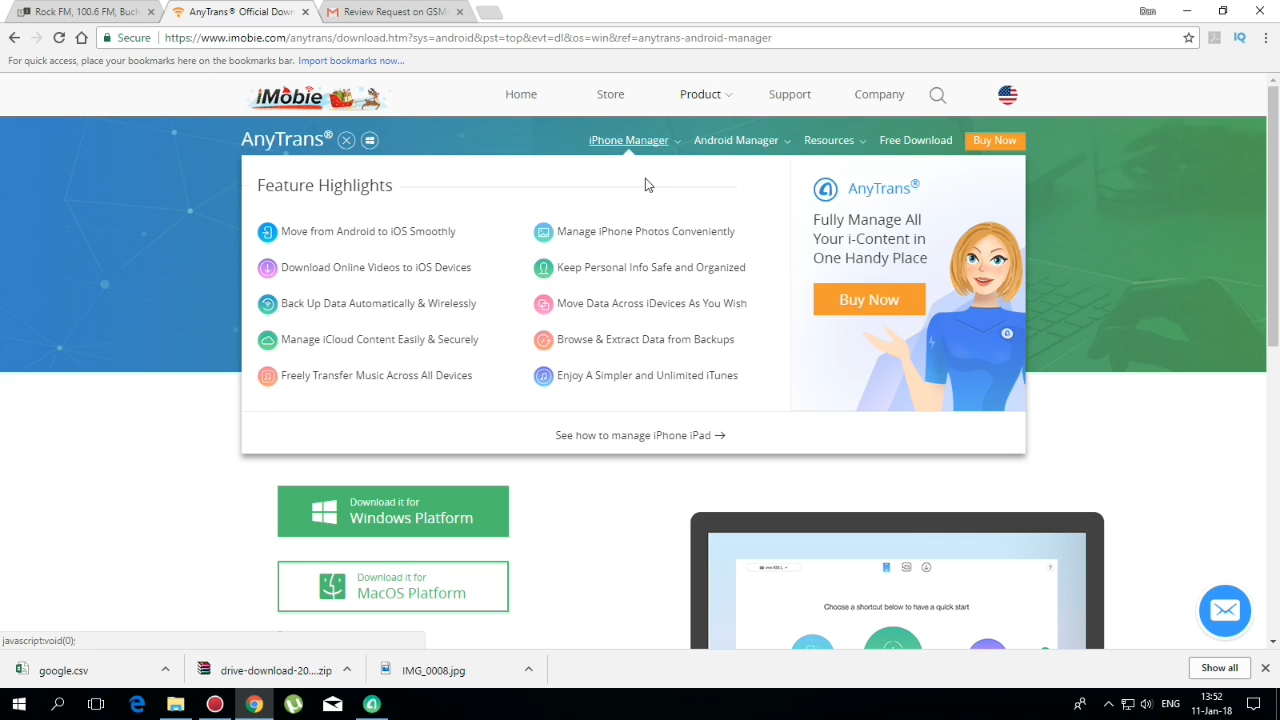 Rock FM, 100.6 FM, Buch
AnyTrans® Official Down
Review Request on GSM
Dan
Secure
https://www.imobie.com/anytrans/download.htm?sys=android&pst=top&evt=dl&os=win&ref=anytrans-android-manager
For quick access, place your bookmarks here on the bookmarks bar. Import bookmarks now...
iMobie
Home
Store
Product
Support
Company
AnyTrans®
iPhone Manager
Android Manager
Resources
Free Download
Buy Now
Feature Highlights
Move from Android to iOS Smoothly
Manage iPhone Photos Conveniently
Download Online Videos to iOS Devices
Keep Personal Info Safe and Organized
Back Up Data Automatically & Wirelessly
Move Data Across iDevices As You Wish
Manage iCloud Content Easily & Securely
Browse & Extract Data from Backups
Freely Transfer Music Across All Devices
Enjoy A Simpler and Unlimited iTunes
AnyTrans®
Fully Manage All
Your i-Content in
One Handy Place
Buy Now
See how to manage iPhone iPad →
Download it for
Windows Platform
Download it for
MacOS Platform
Choose a shortcut below to have a quick start
javascript:void(0);
google.csv
drive-download-20....zip
IMG_0008.jpg
Show all
ENG
13:52
11-Jan-18